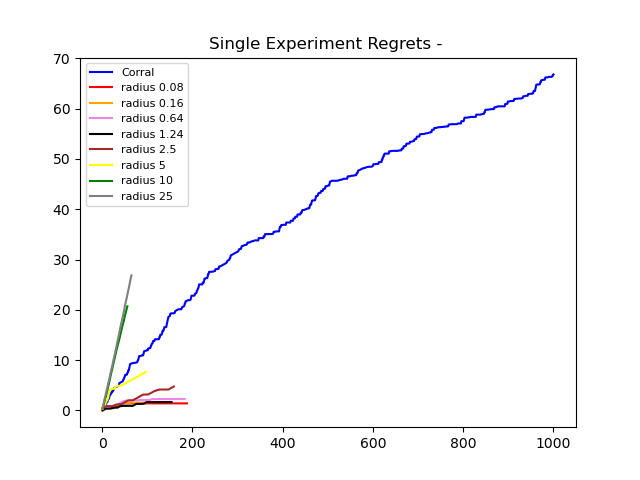 Single Experiment Regrets -
70
60
50
40
30
20
10
0
Corral
radius 0.08
radius 0.16
radius 0.64
radius 1.24
radius 2.5
radius 5
radius 10
radius 25
0 200 400 600 800 1000